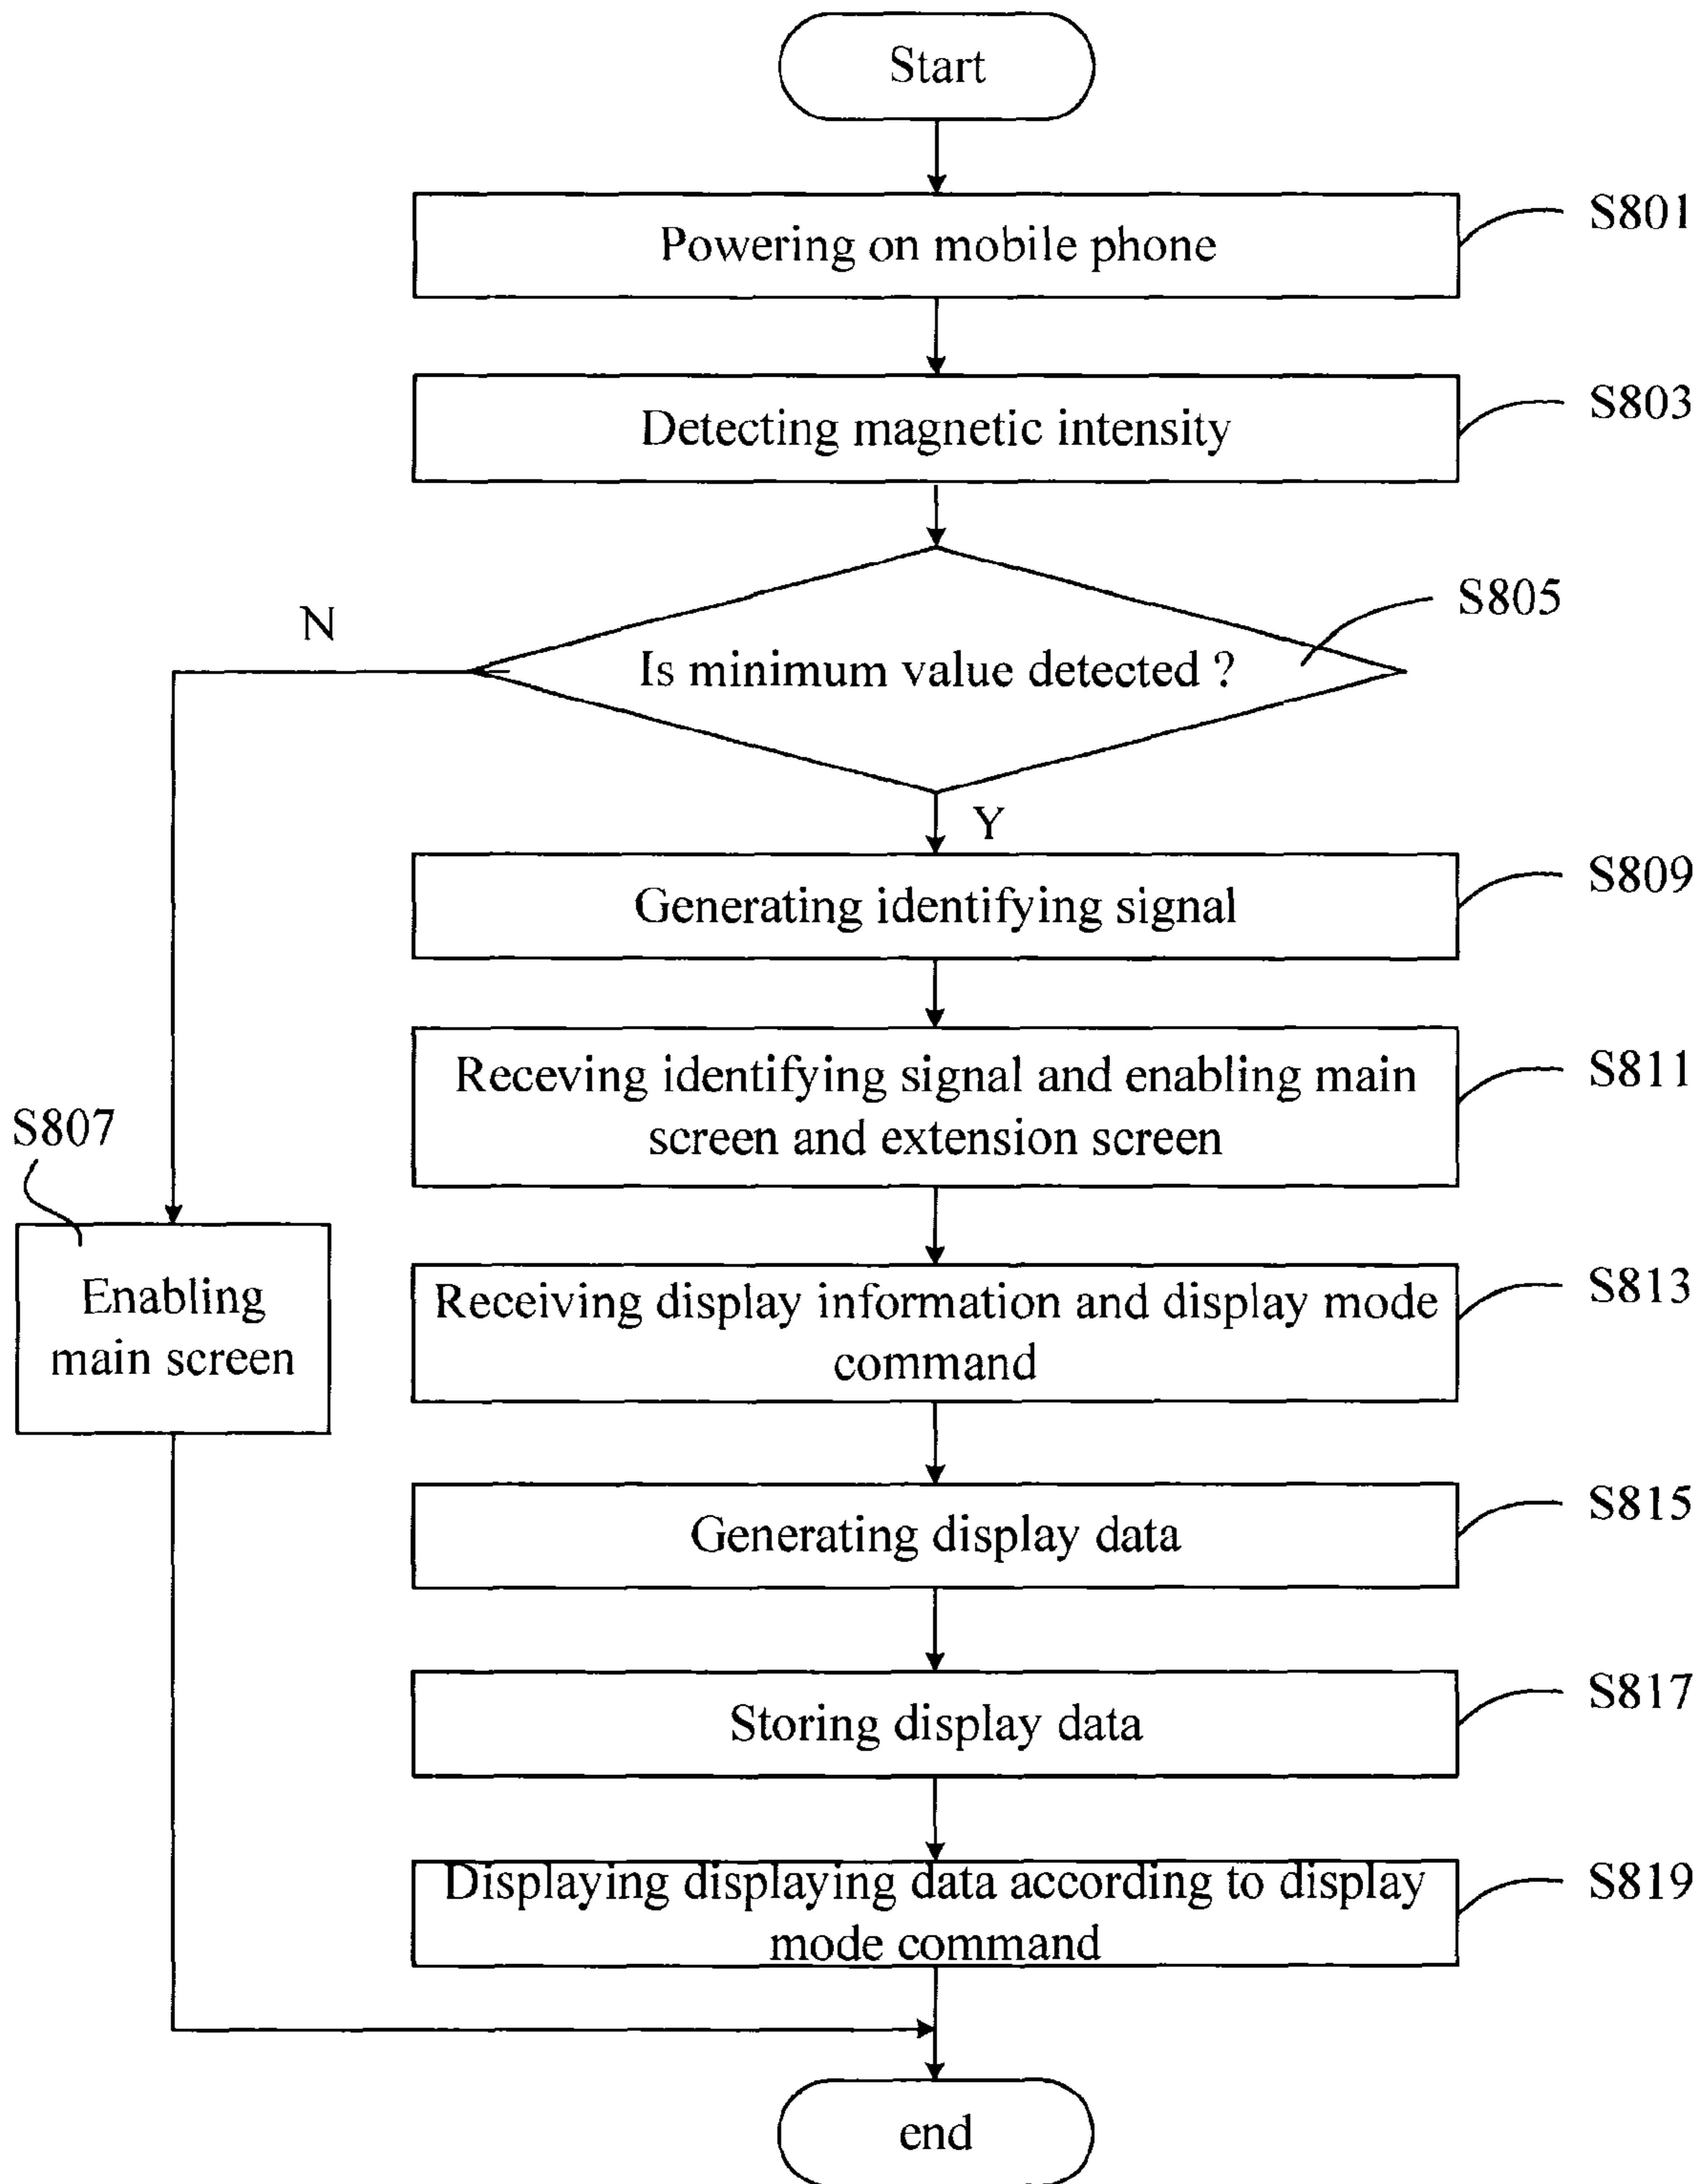 Start
Powering on mobile phone
S801
Detecting magnetic intensity
S803
Is minimum value detected ?
S805
N
Y
Generating identifying signal
S809
Receving identifying signal and enabling main
screen and extension screen
S811
S807
Enabling
main screen
Receiving display information and display mode
command
S813
Generating display data
S815
Storing display data
S817
Displaying displaying data according to display
mode command
S819
end